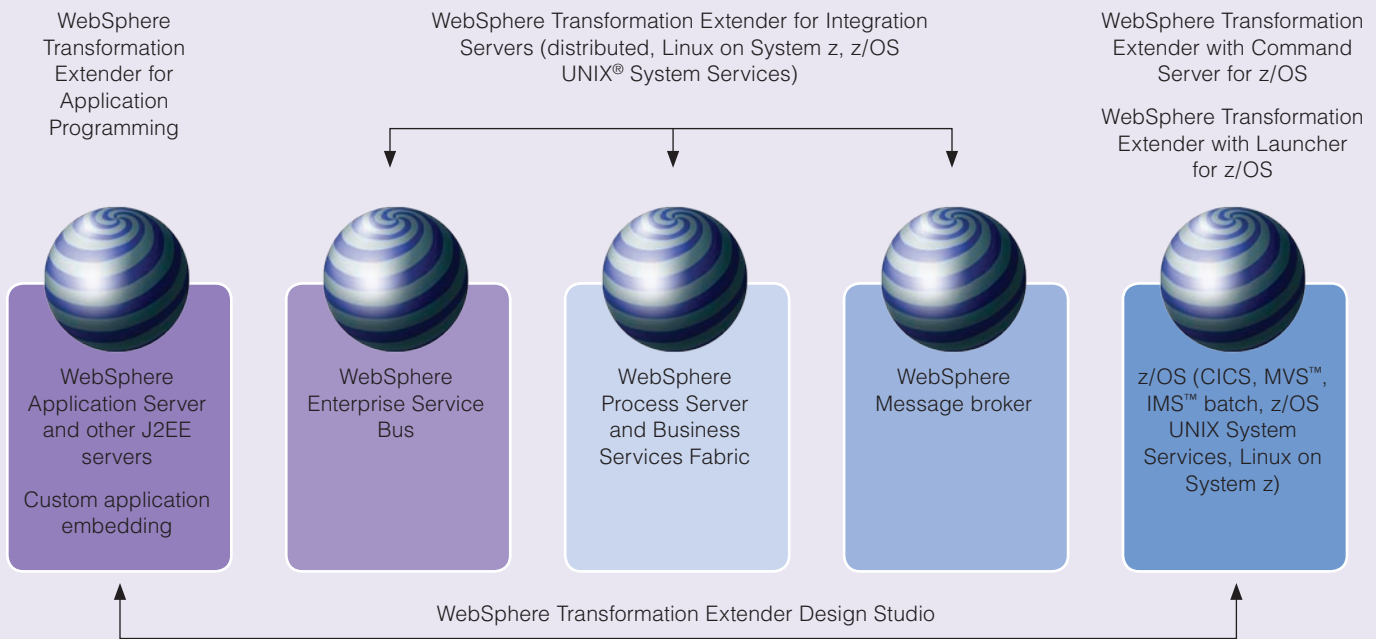 WebSphere
Transformation
Extender for
Application
Programming
WebSphere Transformation Extender for Integration
Servers (distributed, Linux on System z, z/OS
UNIX® System Services)
WebSphere Transformation
Extender with Command
Server for z/OS
WebSphere Transformation
Extender with Launcher
for z/OS
WebSphere
Application Server
and other J2EE
servers
Custom application
embedding
WebSphere
Enterprise Service
Bus
WebSphere
Process Server
and Business
Services Fabric
WebSphere
Message broker
z/OS (CICS, MVS™,
IMS™ batch, z/OS
UNIX System
Services, Linux on
System z)
WebSphere Transformation Extender Design Studio